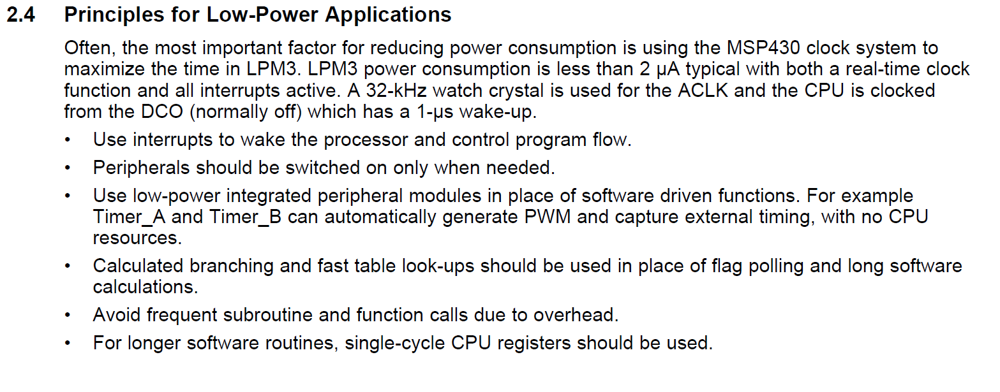 2.4 Principles for Low-Power Applications
Often, the most important factor for reducing power consumption is using the MSP430 clock system to
maximize the time in LPM3. LPM3 power consumption is less than 2 µA typical with both a real-time clock
function and all interrupts active. A 32-kHz watch crystal is used for the ACLK and the CPU is clocked
from the DCO (normally off) which has a 1-µs wake-up.
• Use interrupts to wake the processor and control program flow.
• Peripherals should be switched on only when needed.
• Use low-power integrated peripheral modules in place of software driven functions. For example
Timer_A and Timer_B can automatically generate PWM and capture external timing, with no CPU
resources.
• Calculated branching and fast table look-ups should be used in place of flag polling and long software
calculations.
• Avoid frequent subroutine and function calls due to overhead.
• For longer software routines, single-cycle CPU registers should be used.